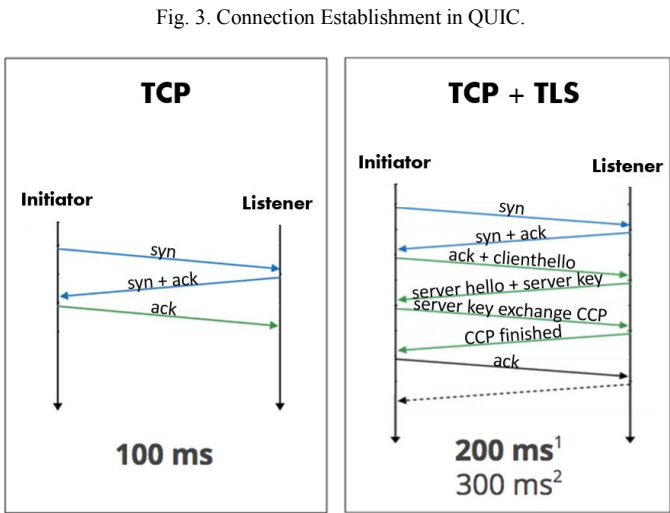 Fig. 3. Connection Establishment in QUIC.
TCP
Initiator
Listener
syn
syn + ack
ack
100 ms
TCP + TLS
Initiator
Listener
syn
syn + ack
ack + clienthello
server hello + server key
server key exchange CCP
CCP finished
ack
200 ms¹
300 ms²